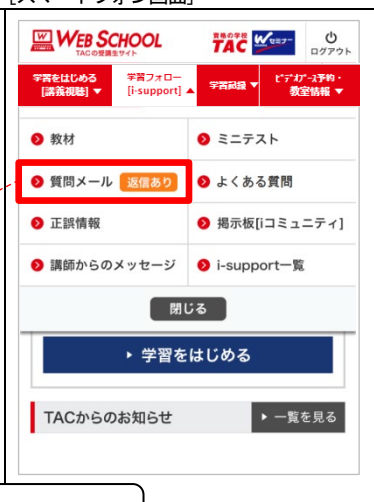 [スマートフォン画面]
WEB SCHOOL
TACの受講生サイト
資格の学校
TAC
Wセミナー
ログアウト
学習をはじめる
[講義視聴] ▼
学習フォロー
[i-support] ▲
学習記録 ▼
ビデオブース予約・
教室情報 ▼
教材
ミニテスト
質問メール 返信あり
よくある質問
正誤情報
掲示板[iコミュニティ]
講師からのメッセージ
i-support一覧
閉じる
学習をはじめる
TACからのお知らせ
一覧を見る